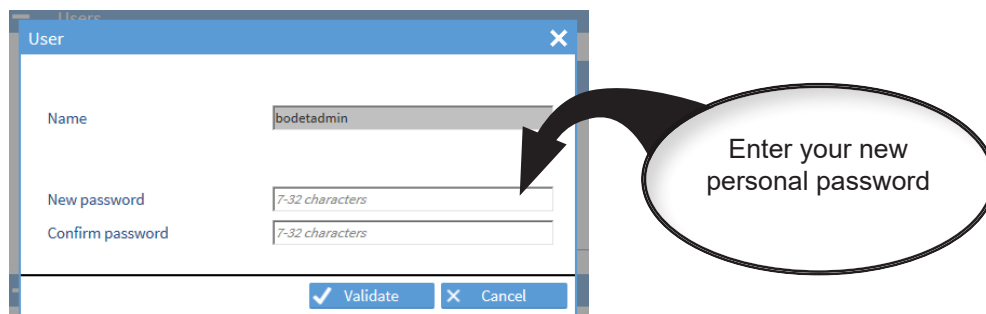 Users
User
Name
bodetadmin
Enter your new
personal password
New password
7-32 characters
Confirm password
7-32 characters
Validate
Cancel